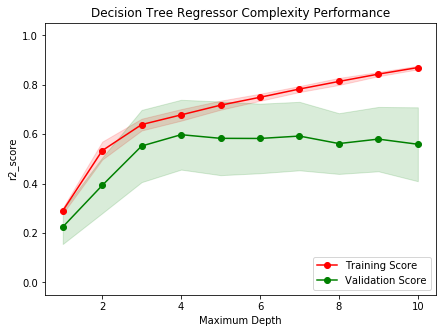 Decision Tree Regressor Complexity Performance
1.0
0.8
0.6
0.4
0.2
0.0
r2_score
2 4 6 8 10
Maximum Depth
Training Score
Validation Score